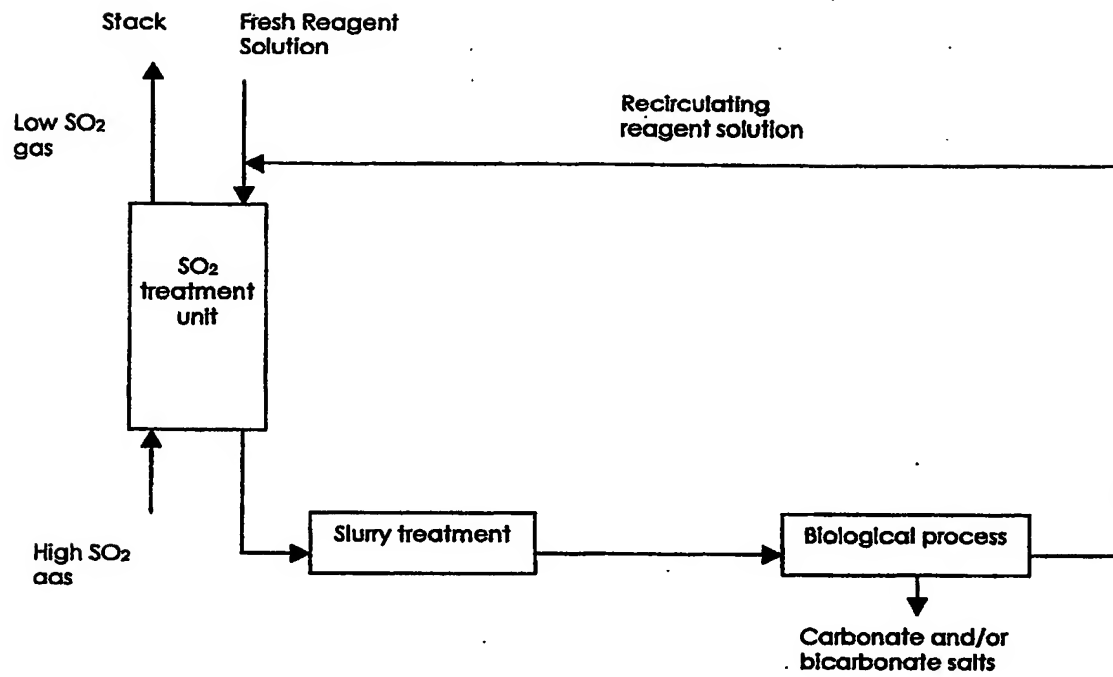 Stack
Fresh Reagent
Solution
Low SO₂
gas
Recirculating
reagent solution
SO₂
treatment
unit
High SO₂
aas
Slurry treatment
Biological process
Carbonate and/or
bicarbonate salts